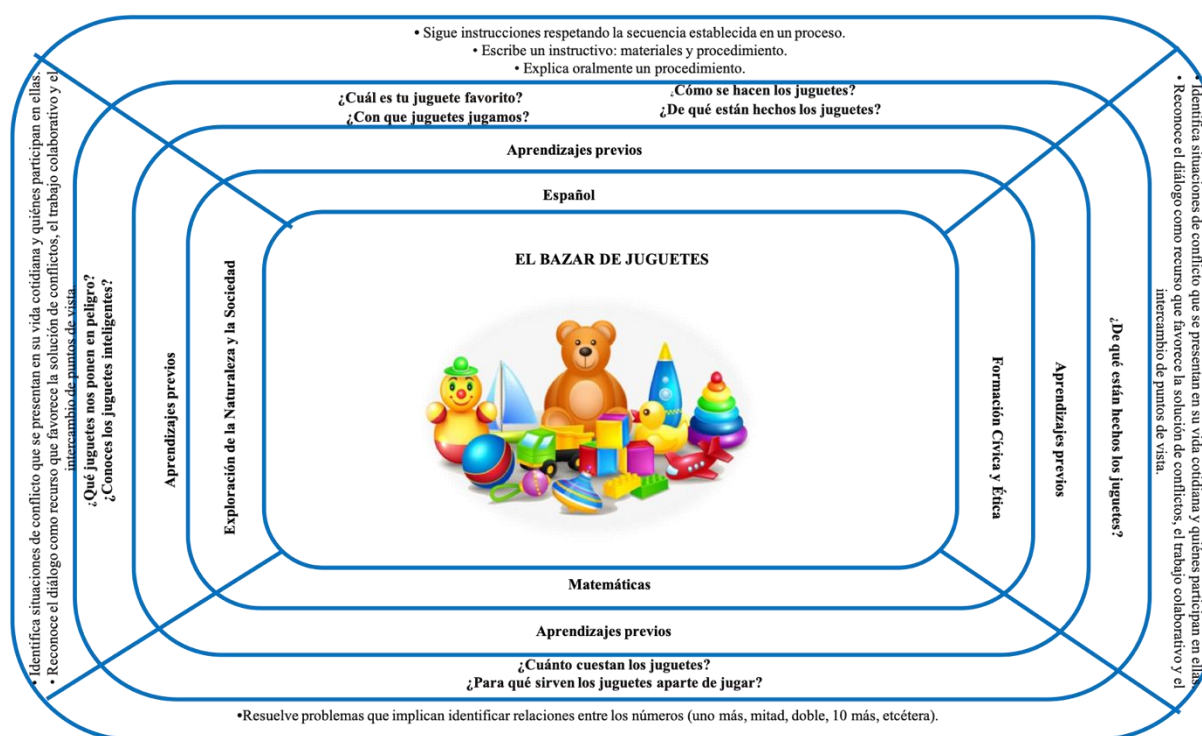 • Sigue instrucciones respetando la secuencia establecida en un proceso.
• Escribe un instructivo: materiales y procedimiento.
• Explica oralmente un procedimiento.
¿Cuál es tu juguete favorito?
¿Con que juguetes jugamos?
¿Cómo se hacen los juguetes?
¿De qué están hechos los juguetes?
Aprendizajes previos
Español
EL BAZAR DE JUGUETES
• Identifica situaciones de conflicto que se presentan en su vida cotidiana y quiénes participan en ellas.
• Reconoce el diálogo como recurso que favorece la solución de conflictos, el trabajo colaborativo y el
intercambio de puntos de vista.
¿Qué juguetes nos ponen en peligro?
¿Conoces los juguetes inteligentes?
Aprendizajes previos
Exploración de la Naturaleza y la Sociedad
Formación Cívica y Ética
Aprendizajes previos
¿De qué están hechos los juguetes?
• Identifica situaciones de conflicto que se presentan en su vida cotidiana y quiénes participan en ellas.
• Reconoce el diálogo como recurso que favorece la solución de conflictos, el trabajo colaborativo y el
intercambio de puntos de vista.
Matemáticas
Aprendizajes previos
¿Cuánto cuestan los juguetes?
¿Para qué sirven los juguetes aparte de jugar?
•Resuelve problemas que implican identificar relaciones entre los números (uno más, mitad, doble, 10 más, etcétera).